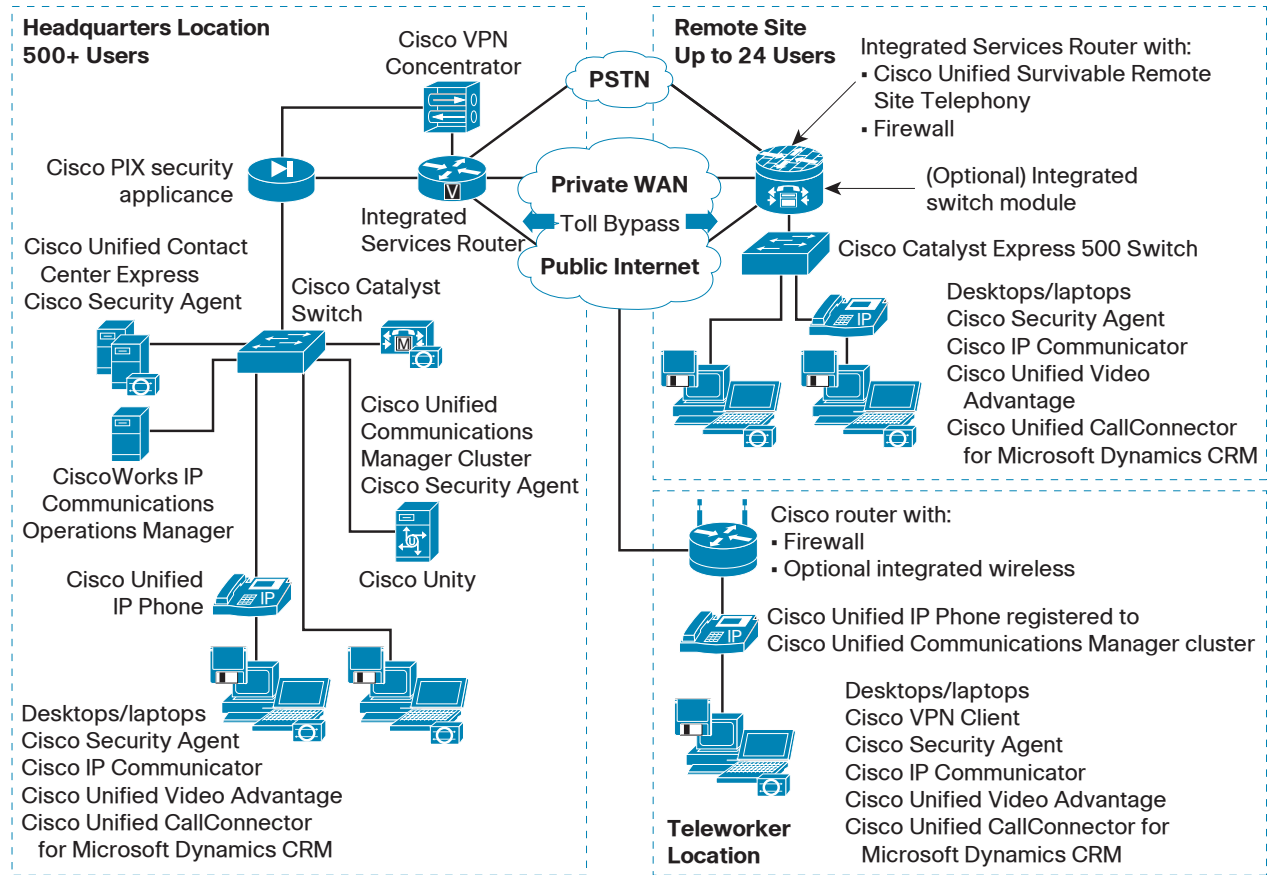 Headquarters Location
500+ Users
Cisco VPN
Concentrator
Cisco PIX security
applicance
V
Integrated
Services Router
Cisco Unified Contact
Center Express
Cisco Security Agent
Cisco Catalyst
Switch
M
CiscoWorks IP
Communications
Operations Manager
Cisco Unified
Communications
Manager Cluster
Cisco Security Agent
U
Cisco Unity
Cisco Unified
IP Phone
IP
Desktops/laptops
Cisco Security Agent
Cisco IP Communicator
Cisco Unified Video Advantage
Cisco Unified CallConnector
for Microsoft Dynamics CRM
PSTN
Private WAN
Toll Bypass
Public Internet
Remote Site
Up to 24 Users
Integrated Services Router with:
▪ Cisco Unified Survivable Remote
Site Telephony
▪ Firewall
(Optional) Integrated
switch module
Cisco Catalyst Express 500 Switch
IP
Desktops/laptops
Cisco Security Agent
Cisco IP Communicator
Cisco Unified Video
Advantage
Cisco Unified CallConnector
for Microsoft Dynamics CRM
Cisco router with:
▪ Firewall
▪ Optional integrated wireless
IP
Cisco Unified IP Phone registered to
Cisco Unified Communications Manager cluster
Desktops/laptops
Cisco VPN Client
Cisco Security Agent
Cisco IP Communicator
Cisco Unified Video Advantage
Cisco Unified CallConnector for
Microsoft Dynamics CRM
Teleworker
Location